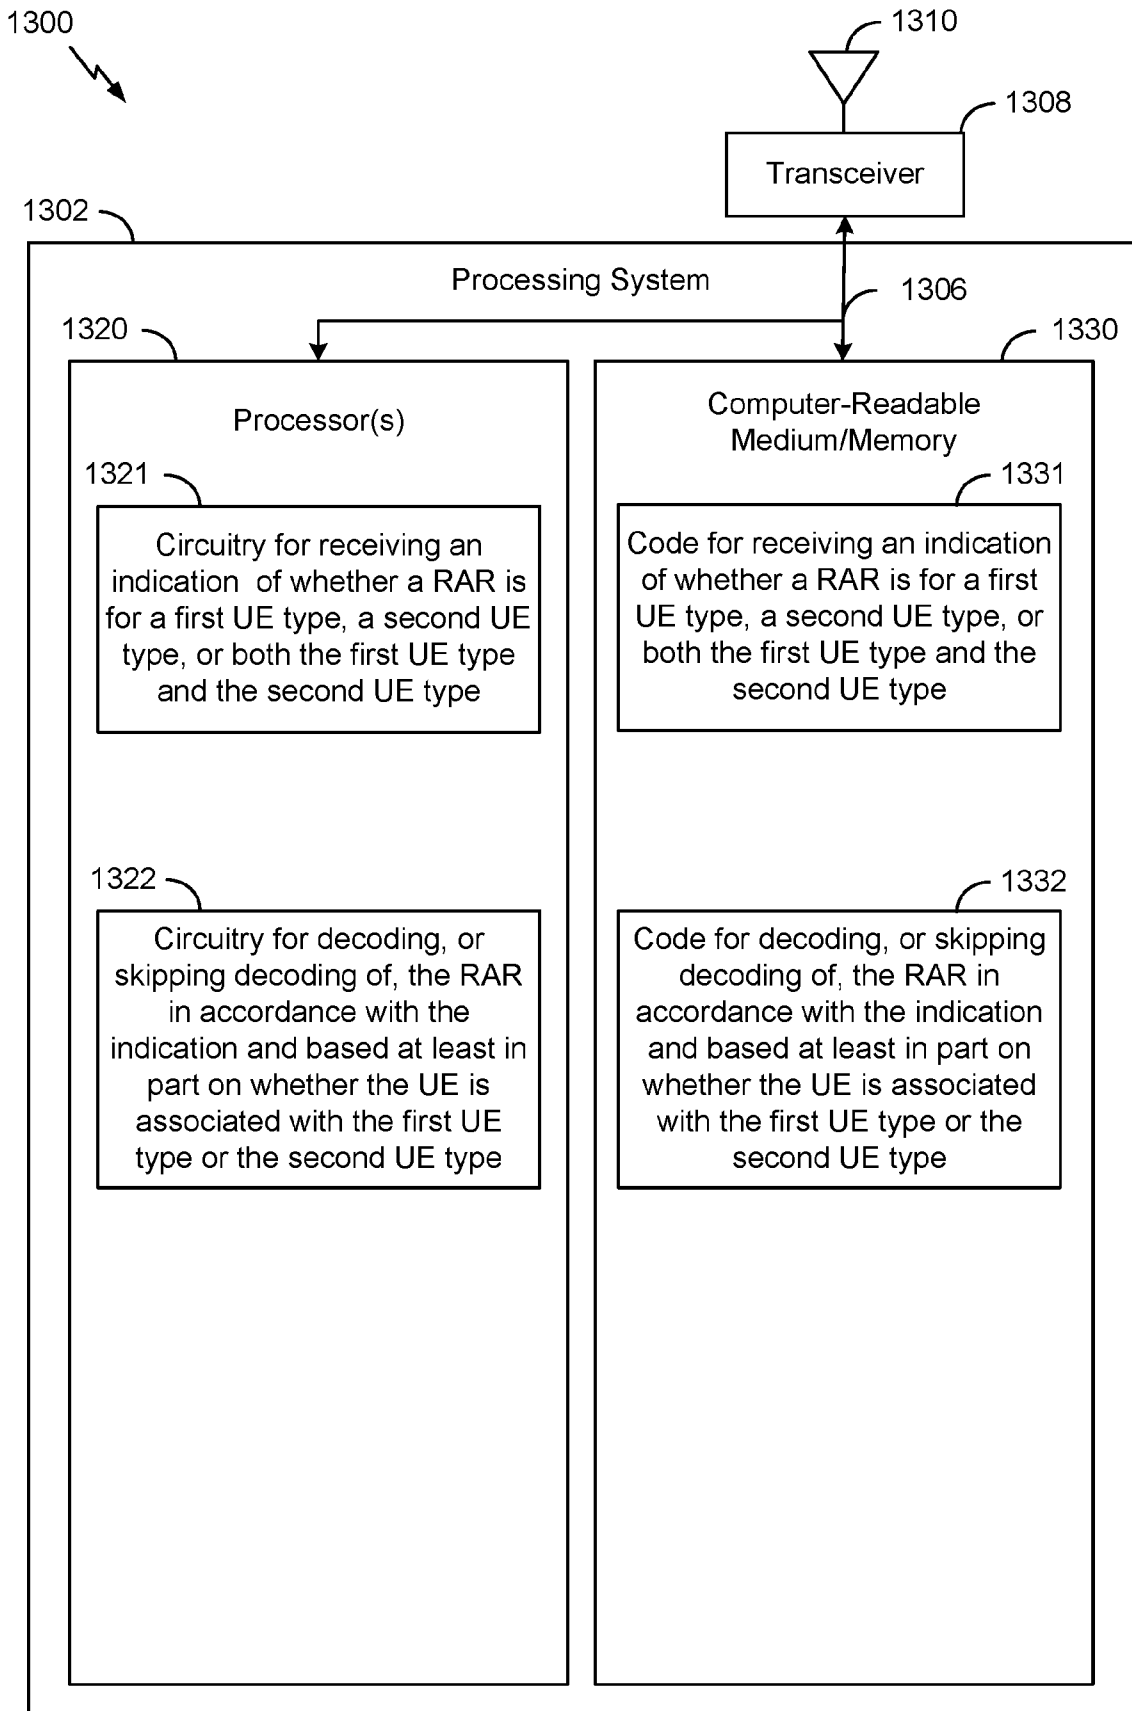 1300
1310
1308
Transceiver
1302
Processing System
1306
1320
1330
Processor(s)
Computer-Readable
Medium/Memory
1321
Circuitry for receiving an
indication of whether a RAR is
for a first UE type, a second UE
type, or both the first UE type
and the second UE type
1331
Code for receiving an indication
of whether a RAR is for a first
UE type, a second UE type, or
both the first UE type and the
second UE type
1322
Circuitry for decoding, or
skipping decoding of, the RAR
in accordance with the
indication and based at least in
part on whether the UE is
associated with the first UE
type or the second UE type
1332
Code for decoding, or skipping
decoding of, the RAR in
accordance with the indication
and based at least in part on
whether the UE is associated
with the first UE type or the
second UE type